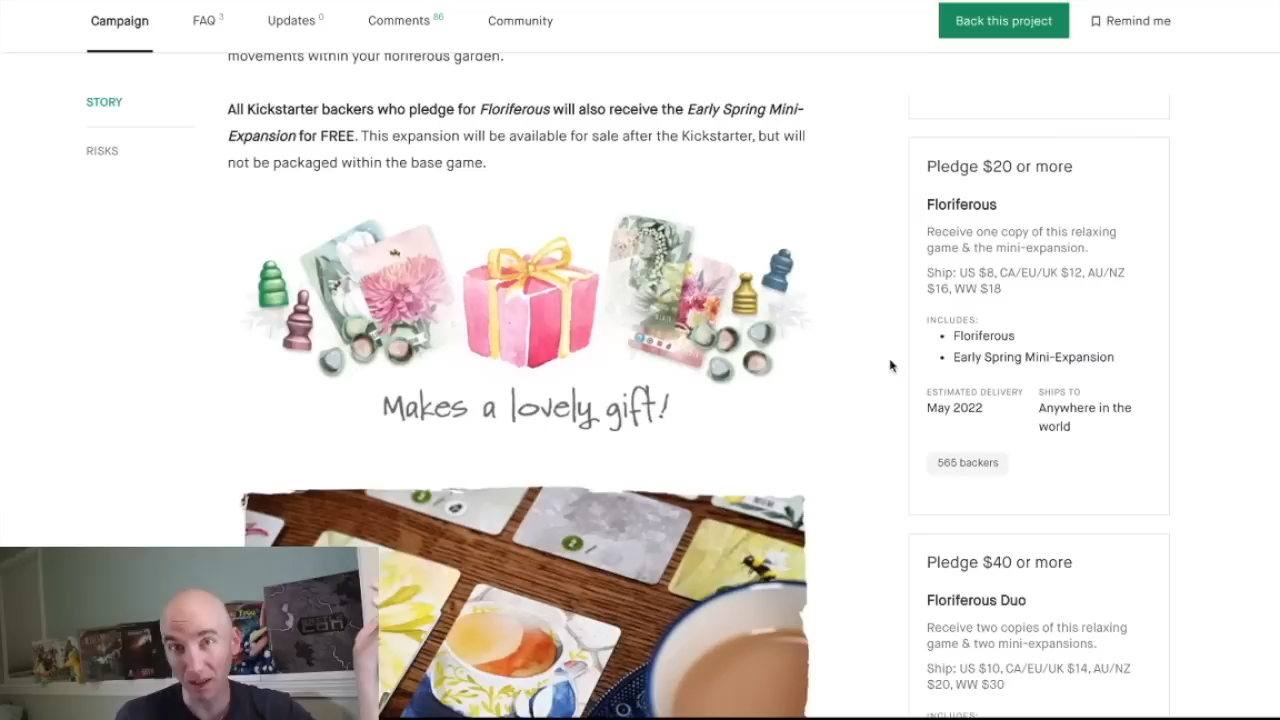 Campaign
FAQ 3
Updates 0
Comments 86
Community
Back this project
Remind me
movements within your floriferous garden.
STORY
RISKS
All Kickstarter backers who pledge for Floriferous will also receive the Early Spring Mini-
Expansion for FREE. This expansion will be available for sale after the Kickstarter, but will
not be packaged within the base game.
Makes a lovely gift!
Pledge $20 or more
Floriferous
Receive one copy of this relaxing
game & the mini-expansion.
Ship: US $8, CA/EU/UK $12, AU/NZ
$16, WW $18
INCLUDES:
• Floriferous
• Early Spring Mini-Expansion
ESTIMATED DELIVERY
May 2022
SHIPS TO
Anywhere in the
world
565 backers
Pledge $40 or more
Floriferous Duo
Receive two copies of this relaxing
game & two mini-expansions.
Ship: US $10, CA/EU/UK $14, AU/NZ
$20, WW $30
INCLUDES: